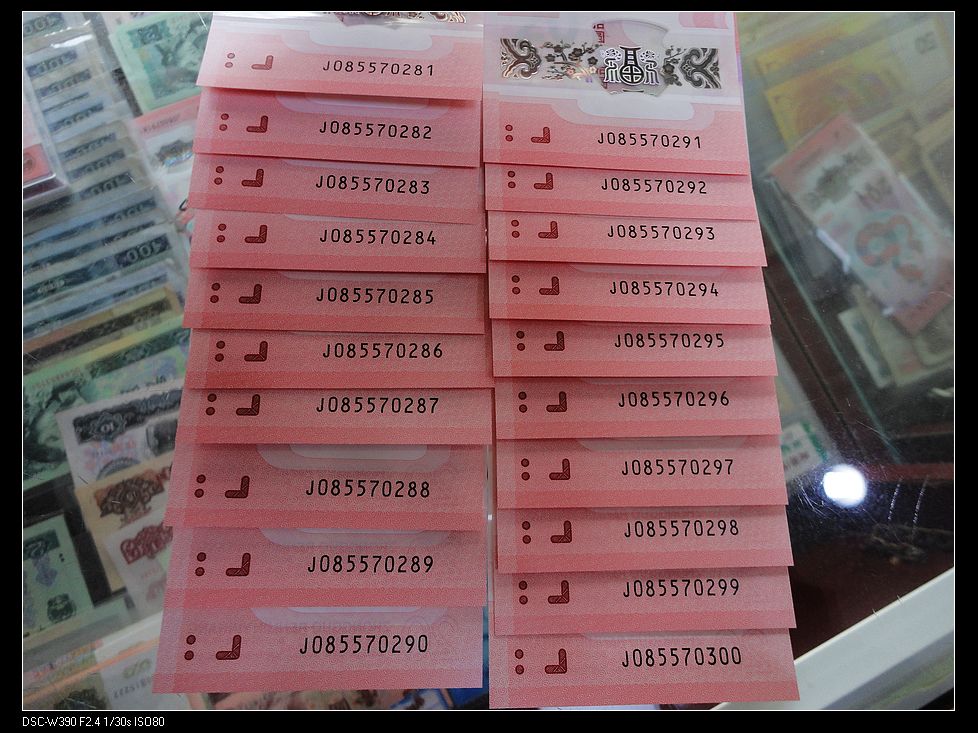 J085570281
J085570282
J085570283
J085570284
J085570285
J085570286
J085570287
J085570288
J085570289
J085570290
J085570291
J085570292
J085570293
J085570294
J085570295
J085570296
J085570297
J085570298
J085570299
J085570300
DSC-W390 F2.4 1/30s ISO80